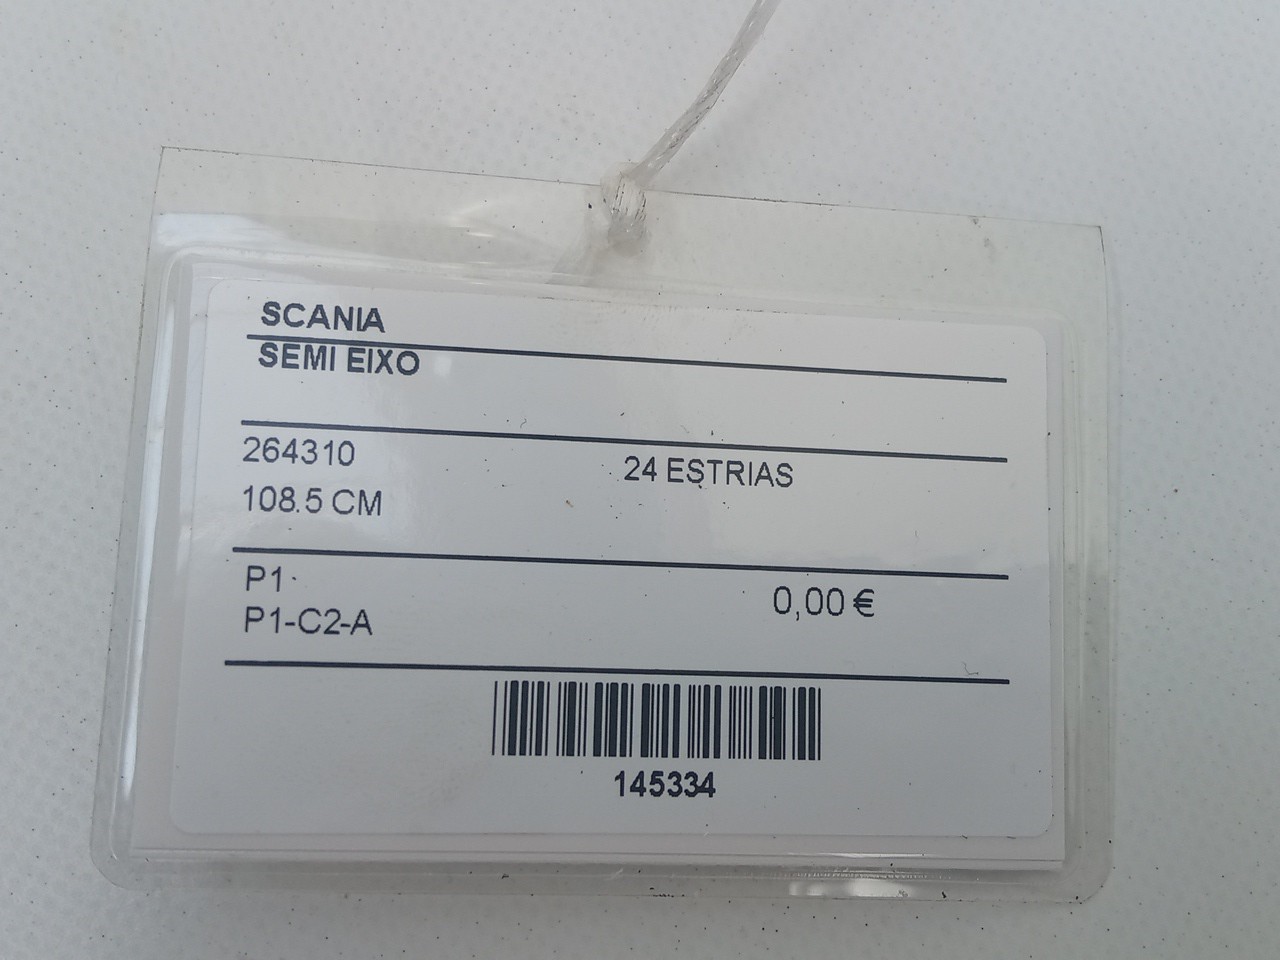 SCANIA
SEMI EIXO
264310
24 ESTRIAS
108.5 CM
P1
0,00 €
P1-C2-A
145334